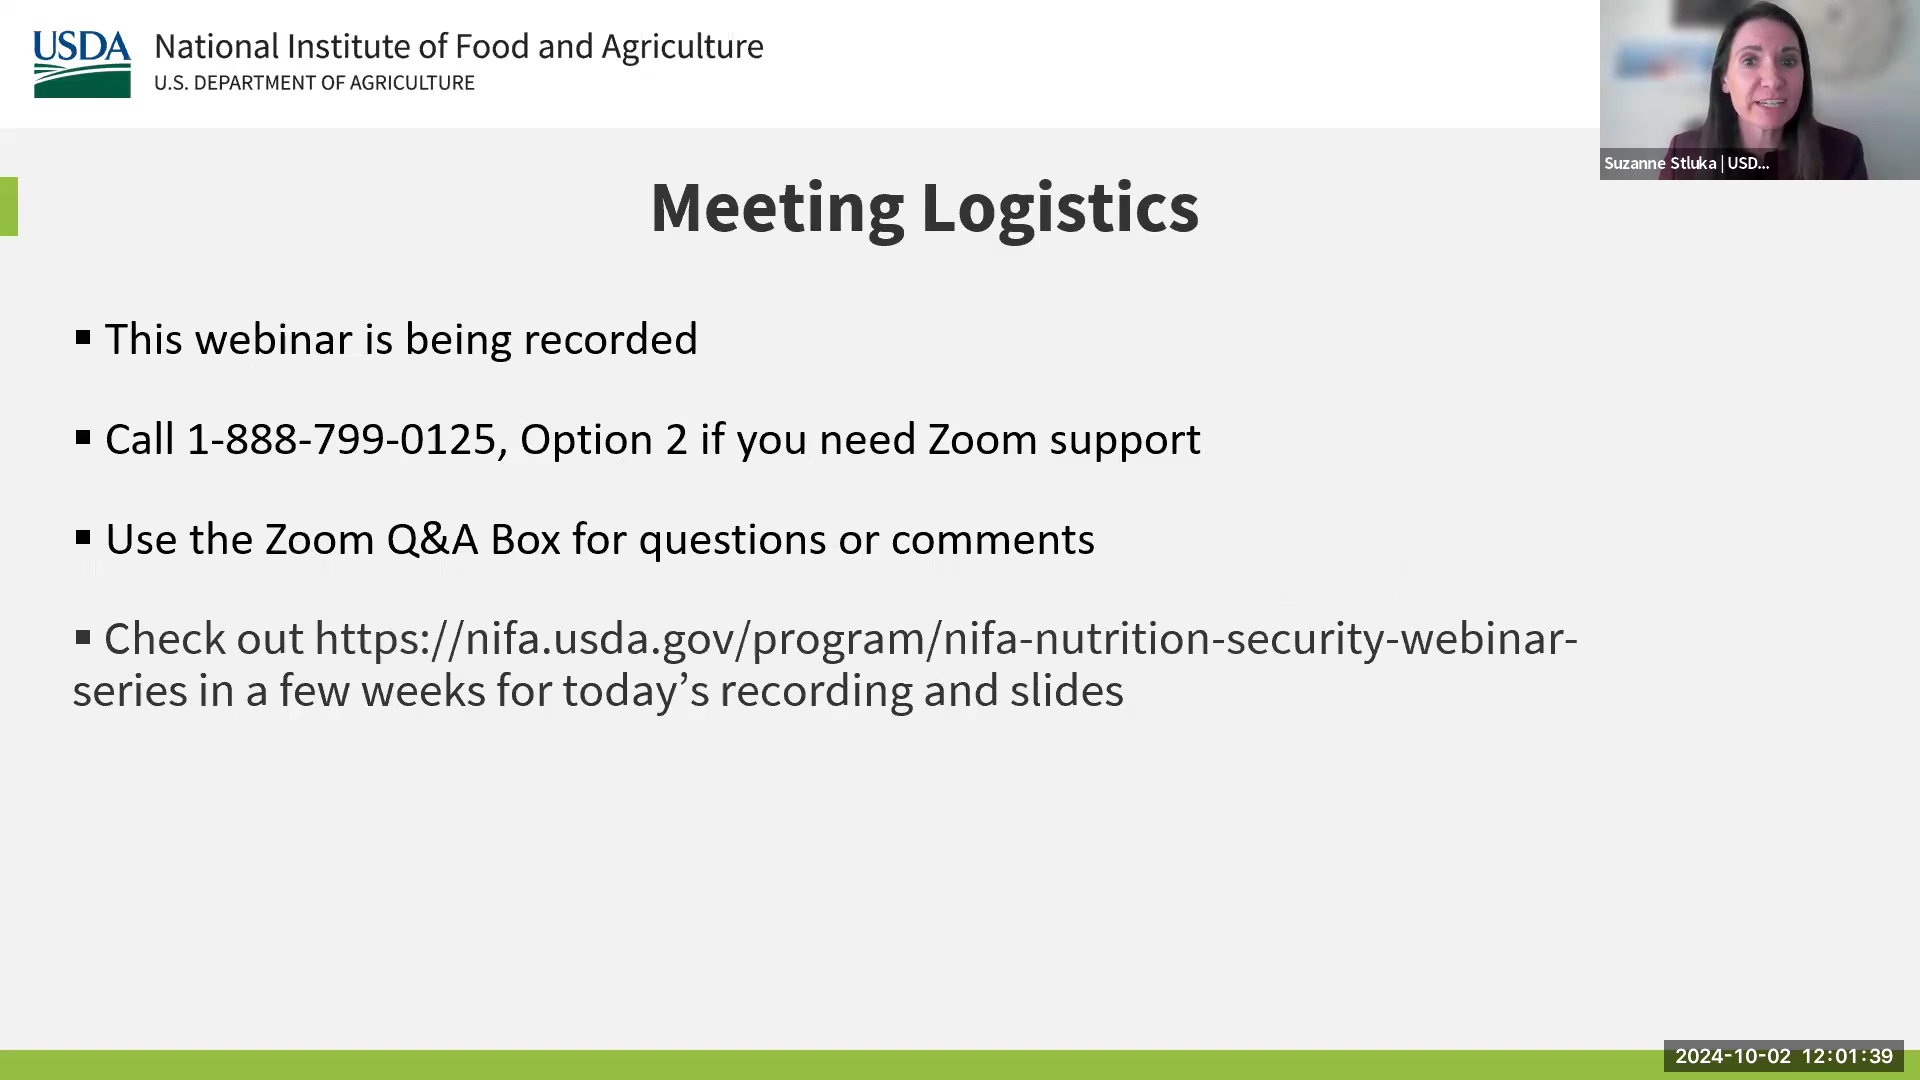 USDA
National Institute of Food and Agriculture
U.S. DEPARTMENT OF AGRICULTURE
Suzanne Stluka | USD...
Meeting Logistics
▪ This webinar is being recorded
▪ Call 1-888-799-0125, Option 2 if you need Zoom support
▪ Use the Zoom Q&A Box for questions or comments
▪ Check out https://nifa.usda.gov/program/nifa-nutrition-security-webinar-
series in a few weeks for today’s recording and slides
2024-10-02 12:01:39